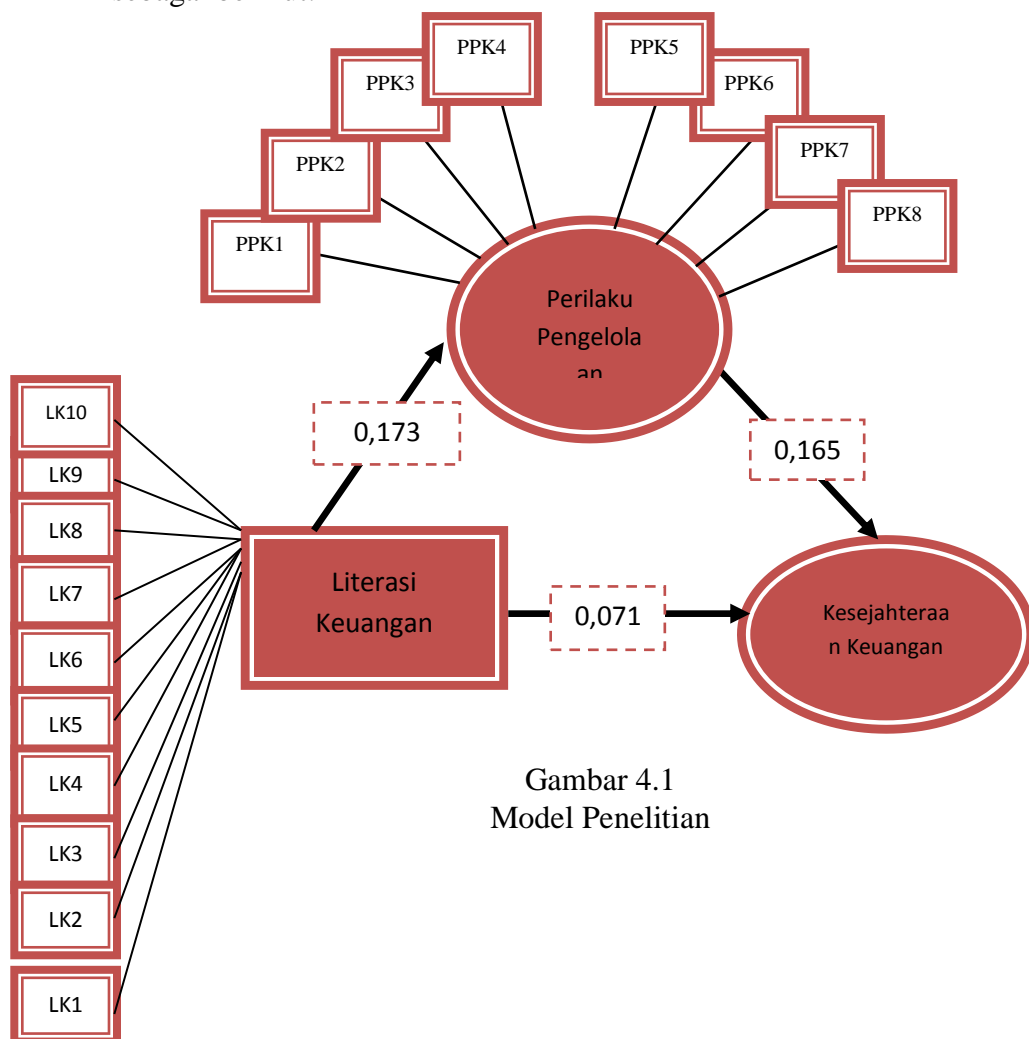 PPK4
PPK5
PPK3
PPK6
PPK2
PPK7
PPK1
PPK8
Perilaku
Pengelola
an
LK10
0,173
0,165
LK9
LK8
LK7
Literasi
Keuangan
0,071
Kesejahteraa
n Keuangan
LK6
LK5
LK4
LK3
LK2
LK1
Gambar 4.1
Model Penelitian